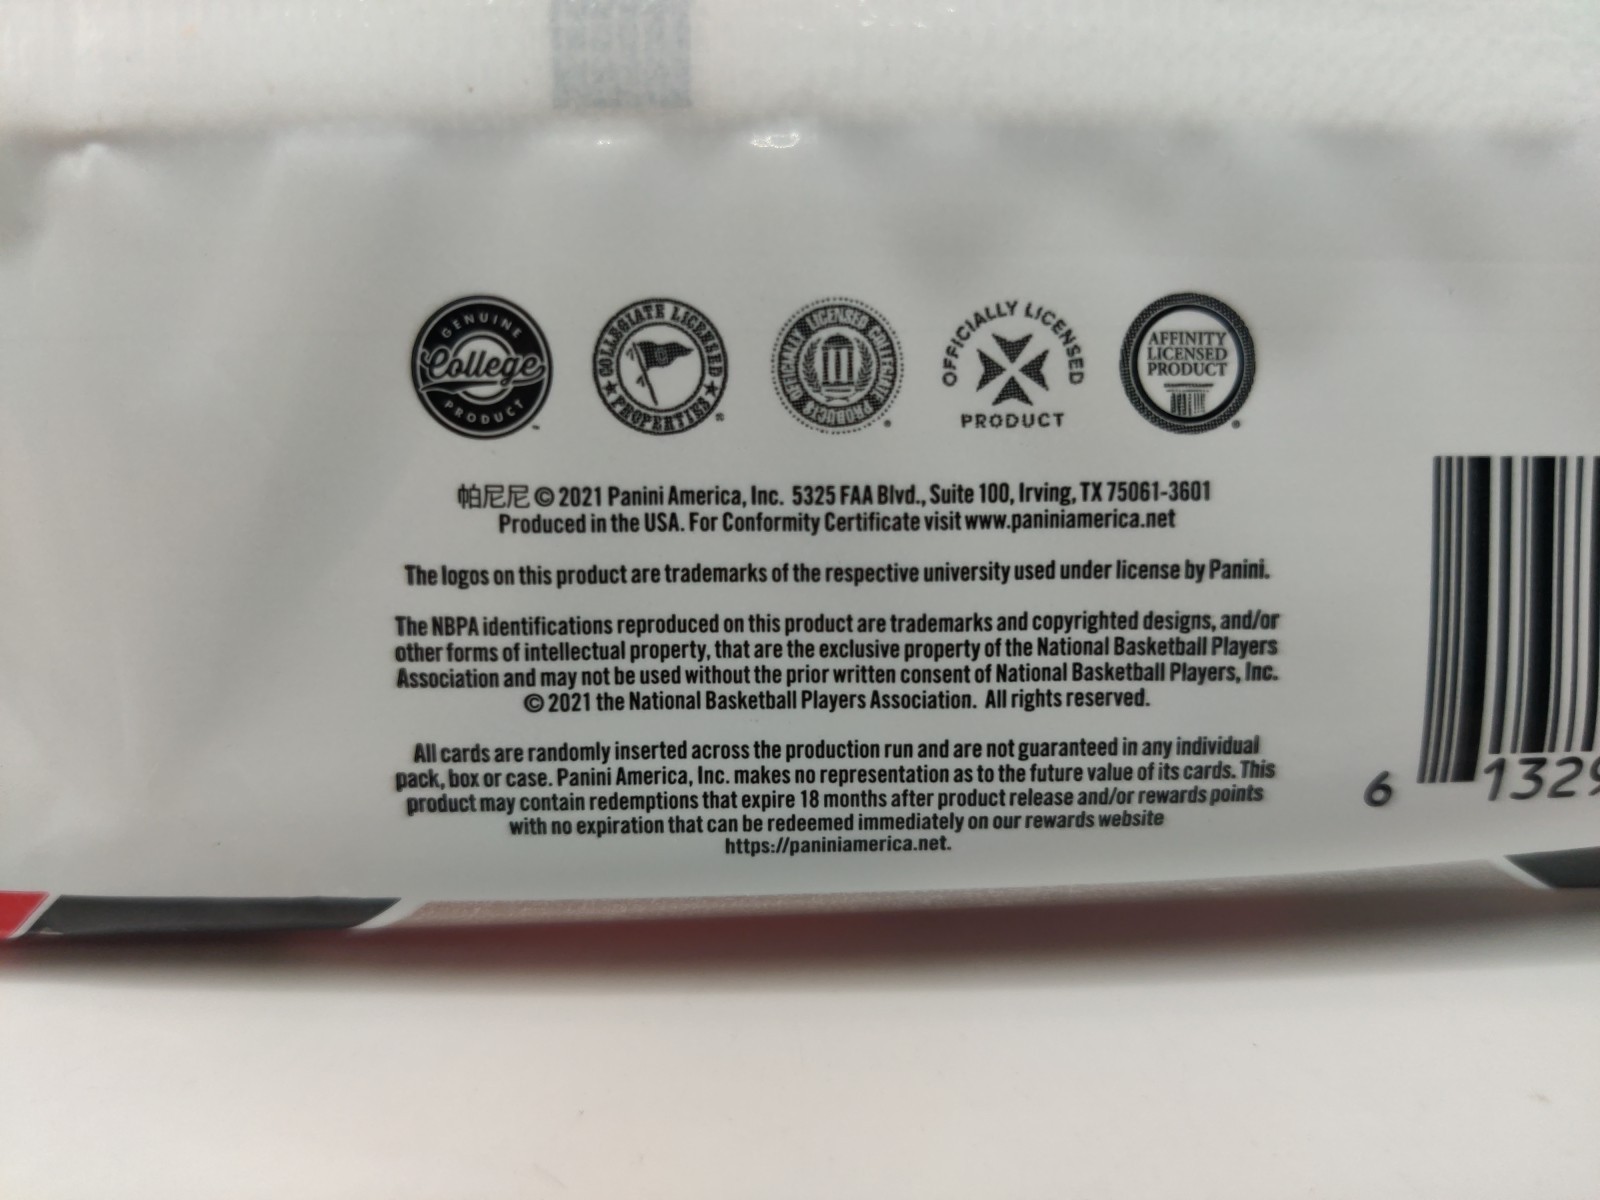 GENUINE
College
PRODUCT
™
COLLEGIATE LICENSED
PROPERTIES
®
OFFICIALLY LICENSED COLLEGIATE PRODUCTS
®
OFFICIALLY LICENSED
PRODUCT
AFFINITY
LICENSED
PRODUCT
®
帕尼尼 © 2021 Panini America, Inc. 5325 FAA Blvd., Suite 100, Irving, TX 75061-3601
Produced in the USA. For Conformity Certificate visit www.paniniamerica.net
The logos on this product are trademarks of the respective university used under license by Panini.
The NBPA identifications reproduced on this product are trademarks and copyrighted designs, and/or
other forms of intellectual property, that are the exclusive property of the National Basketball Players
Association and may not be used without the prior written consent of National Basketball Players, Inc.
© 2021 the National Basketball Players Association. All rights reserved.
All cards are randomly inserted across the production run and are not guaranteed in any individual
pack, box or case. Panini America, Inc. makes no representation as to the future value of its cards. This
product may contain redemptions that expire 18 months after product release and/or rewards points
with no expiration that can be redeemed immediately on our rewards website
https://paniniamerica.net.
6 1329